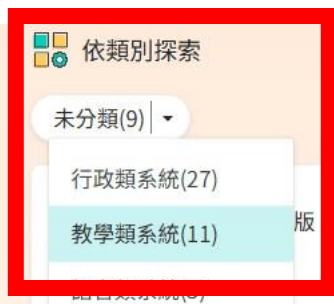 依類別探索
未分類(9)
行政類系統(27)
教學類系統(11)
版